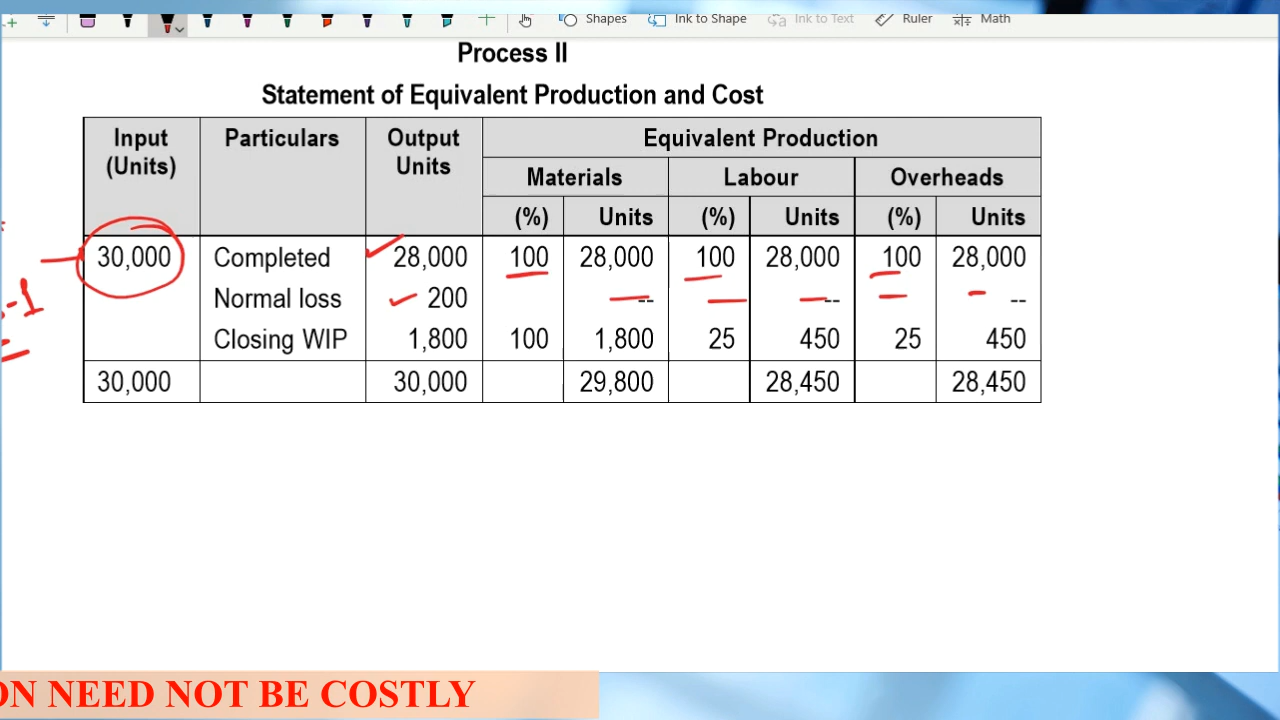 Shapes Ink to Shape Ink to Text Ruler Math
Process II
Statement of Equivalent Production and Cost
Input (Units) Particulars Output Units Equivalent Production
Materials Labour Overheads
(%) Units (%) Units (%) Units
30,000 Completed 28,000 100 28,000 100 28,000 100 28,000
Normal loss 200 -- -- --
Closing WIP 1,800 100 1,800 25 450 25 450
30,000 30,000 29,800 28,450 28,450
-1
ON NEED NOT BE COSTLY